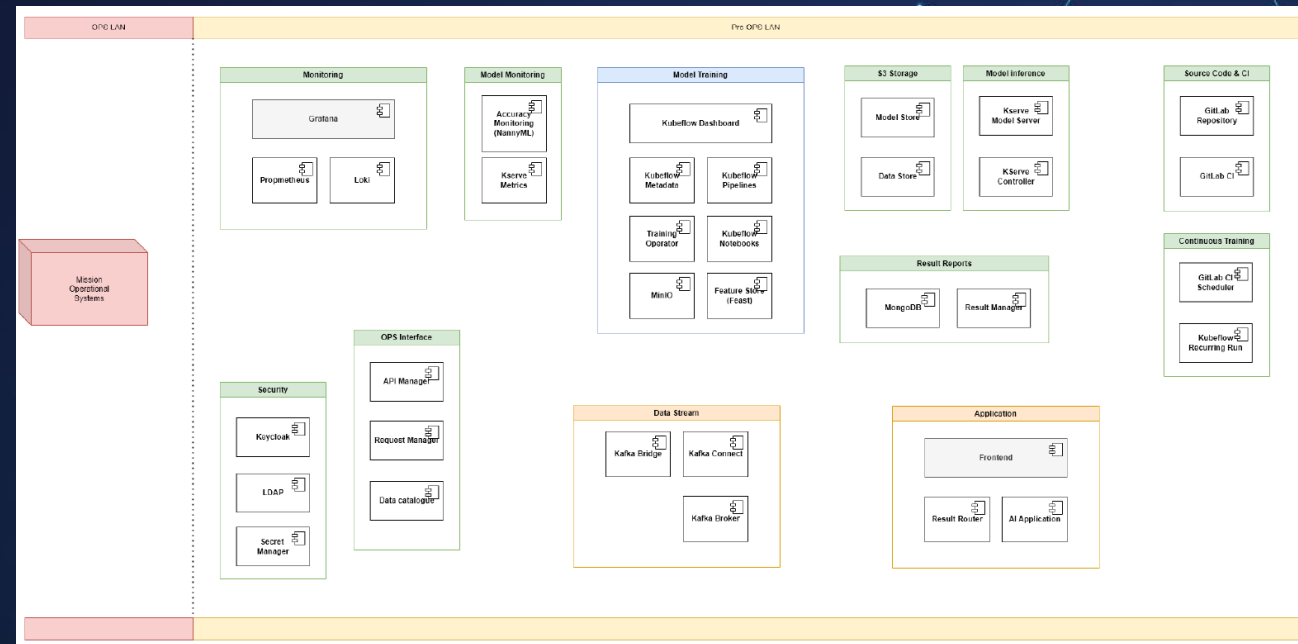 OPS LAN
Pre OPS LAN
Monitoring
Grafana
Propmetheus
Loki
Model Monitoring
Accuracy
Monitoring
(NannyML)
Kserve
Metrics
Model Training
Kubeflow Dashboard
Kubeflow
Metadata
Kubeflow
Pipelines
Training
Operator
Kubeflow
Notebooks
MinIO
Feature Store
(Feast)
S3 Storage
Model Store
Data Store
Model inference
Kserve
Model Server
KServe
Controller
Source Code & CI
GitLab
Repository
GitLab CI
Continuous Training
GitLab CI
Scheduler
Kubeflow
Recurring Run
Result Reports
MongoDB
Result Manager
Mission
Operational
Systems
OPS Interface
API Manager
Request Manager
Data catalogue
Security
Keycloak
LDAP
Secret
Manager
Data Stream
Kafka Bridge
Kafka Connect
Kafka Broker
Application
Frontend
Result Router
AI Application